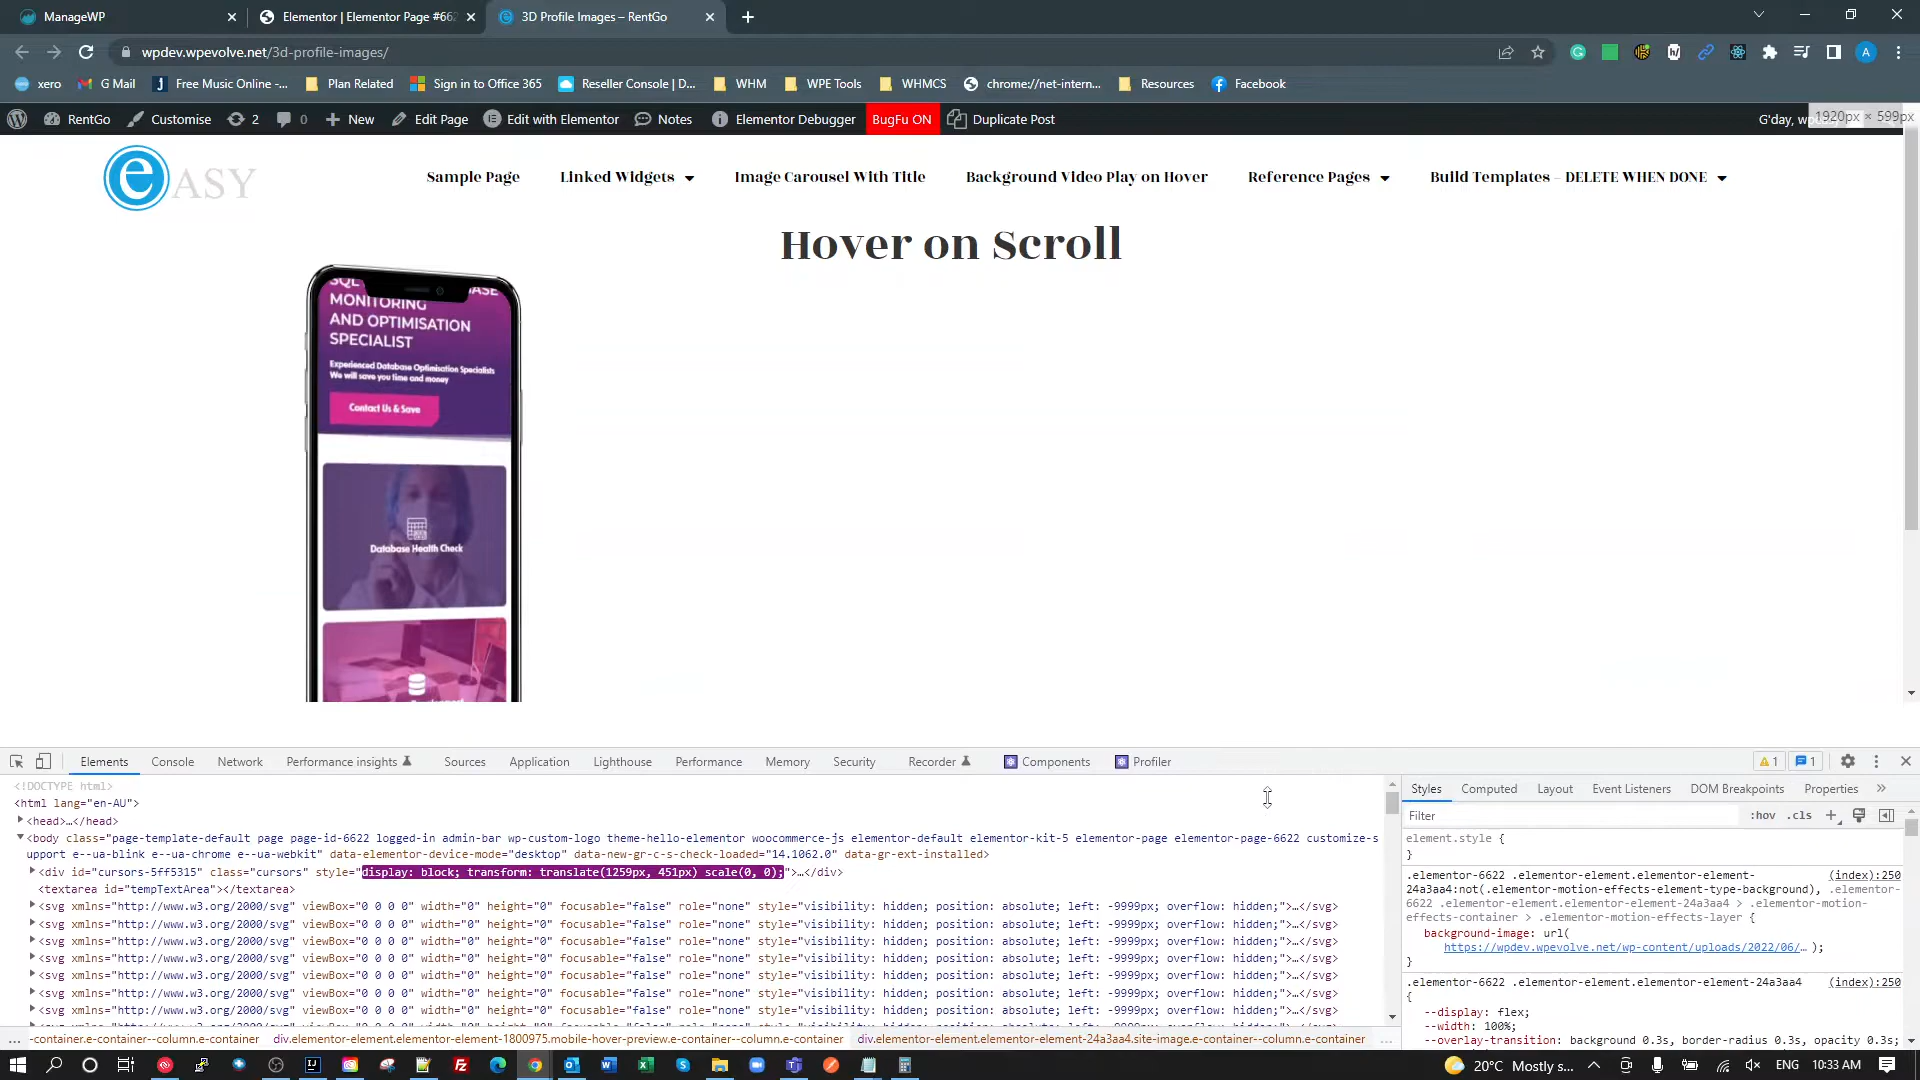 ManageWP
Elementor | Elementor Page #662
3D Profile Images – RentGo
wpdev.wpevolve.net/3d-profile-images/
A
xero
G Mail
Free Music Online -...
Plan Related
Sign in to Office 365
Reseller Console | D...
WHM
WPE Tools
WHMCS
chrome://net-intern...
Resources
Facebook
RentGo
Customise
2
0
New
Edit Page
Edit with Elementor
Notes
Elementor Debugger
BugFu ON
Duplicate Post
G'day,
1920px × 599px
e ASY
Sample Page
Linked Widgets
Image Carousel With Title
Background Video Play on Hover
Reference Pages
Build Templates – DELETE WHEN DONE
Hover on Scroll
MONITORING
AND OPTIMISATION
SPECIALIST
Experienced Database Optimisation Specialists
We will save you time and money
Contact Us & Save
Database Health Check
Elements
Console
Network
Performance insights
Sources
Application
Lighthouse
Performance
Memory
Security
Recorder
Components
Profiler
1
1
<!DOCTYPE html>
<html lang="en-AU">
<head>…</head>
<body class="page-template-default page page-id-6622 logged-in admin-bar wp-custom-logo theme-hello-elementor woocommerce-js elementor-default elementor-kit-5 elementor-page elementor-page-6622 customize-s
upport e--ua-blink e--ua-chrome e--ua-webkit" data-elementor-device-mode="desktop" data-new-gr-c-s-check-loaded="14.1062.0" data-gr-ext-installed>
<div id="cursors-5ff5315" class="cursors" style="display: block; transform: translate(1259px, 451px) scale(0, 0);">…</div>
<textarea id="tempTextArea"></textarea>
<svg xmlns="http://www.w3.org/2000/svg" viewBox="0 0 0 0" width="0" height="0" focusable="false" role="none" style="visibility: hidden; position: absolute; left: -9999px; overflow: hidden;">…</svg>
<svg xmlns="http://www.w3.org/2000/svg" viewBox="0 0 0 0" width="0" height="0" focusable="false" role="none" style="visibility: hidden; position: absolute; left: -9999px; overflow: hidden;">…</svg>
<svg xmlns="http://www.w3.org/2000/svg" viewBox="0 0 0 0" width="0" height="0" focusable="false" role="none" style="visibility: hidden; position: absolute; left: -9999px; overflow: hidden;">…</svg>
<svg xmlns="http://www.w3.org/2000/svg" viewBox="0 0 0 0" width="0" height="0" focusable="false" role="none" style="visibility: hidden; position: absolute; left: -9999px; overflow: hidden;">…</svg>
<svg xmlns="http://www.w3.org/2000/svg" viewBox="0 0 0 0" width="0" height="0" focusable="false" role="none" style="visibility: hidden; position: absolute; left: -9999px; overflow: hidden;">…</svg>
<svg xmlns="http://www.w3.org/2000/svg" viewBox="0 0 0 0" width="0" height="0" focusable="false" role="none" style="visibility: hidden; position: absolute; left: -9999px; overflow: hidden;">…</svg>
<svg xmlns="http://www.w3.org/2000/svg" viewBox="0 0 0 0" width="0" height="0" focusable="false" role="none" style="visibility: hidden; position: absolute; left: -9999px; overflow: hidden;">…</svg>
... -container.e-container--column.e-container div.elementor-element.elementor-element-1800975.mobile-hover-preview.e-container--column.e-container div.elementor-element.elementor-element-24a3aa4.site-image.e-container--column.e-container ...
Styles
Computed
Layout
Event Listeners
DOM Breakpoints
Properties
Filter
:hov .cls
element.style {
}
.elementor-6622 .elementor-element.elementor-element- (index):250
24a3aa4:not(.elementor-motion-effects-element-type-background), .elementor-
6622 .elementor-element.elementor-element-24a3aa4 > .elementor-motion-
effects-container > .elementor-motion-effects-layer {
background-image: url(
https://wpdev.wpevolve.net/wp-content/uploads/2022/06/… );
}
.elementor-6622 .elementor-element.elementor-element-24a3aa4 (index):250
{
--display: flex;
--width: 100%;
--overlay-transition: background 0.3s, border-radius 0.3s, opacity 0.3s;
20°C Mostly s...
ENG
10:33 AM